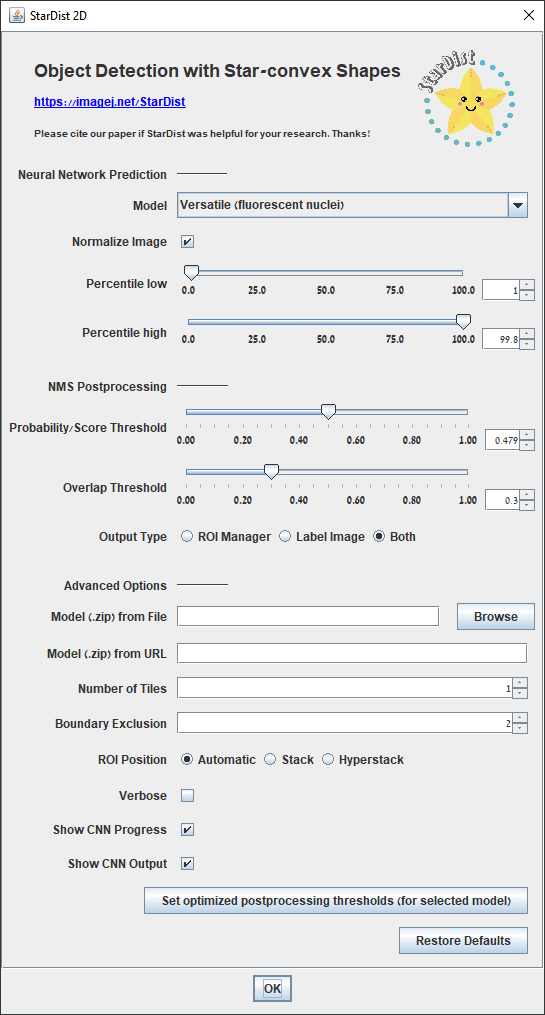 StarDist 2D
Object Detection with Star-convex Shapes
StarDist
https://imagej.net/StarDist
Please cite our paper if StarDist was helpful for your research. Thanks!
Neural Network Prediction
Model Versatile (fluorescent nuclei)
Normalize Image
Percentile low 1
0.0 25.0 50.0 75.0 100.0
Percentile high 99.8
0.0 25.0 50.0 75.0 100.0
NMS Postprocessing
Probability/Score Threshold 0.479
0.00 0.20 0.40 0.60 0.80 1.00
Overlap Threshold 0.3
0.00 0.20 0.40 0.60 0.80 1.00
Output Type ROI Manager Label Image Both
Advanced Options
Model (.zip) from File Browse
Model (.zip) from URL
Number of Tiles 1
Boundary Exclusion 2
ROI Position Automatic Stack Hyperstack
Verbose
Show CNN Progress
Show CNN Output
Set optimized postprocessing thresholds (for selected model)
Restore Defaults
OK